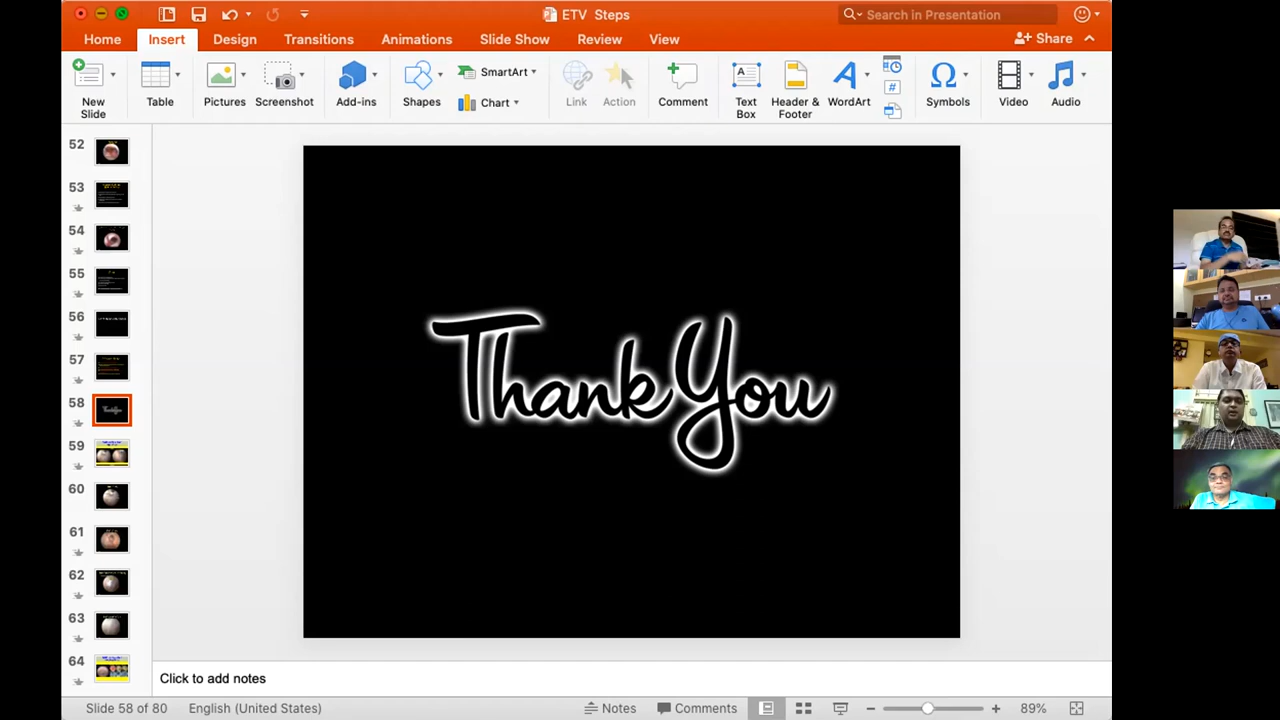 ETV Steps
Search in Presentation
Home
Insert
Design
Transitions
Animations
Slide Show
Review
View
Share
New Slide
Table
Pictures
Screenshot
Add-ins
Shapes
SmartArt
Chart
Link
Action
Comment
Text Box
Header & Footer
WordArt
Symbols
Video
Audio
52
53
54
55
56
57
58
59
60
61
62
63
64
Thank You
Click to add notes
Slide 58 of 80
English (United States)
Notes
Comments
89%